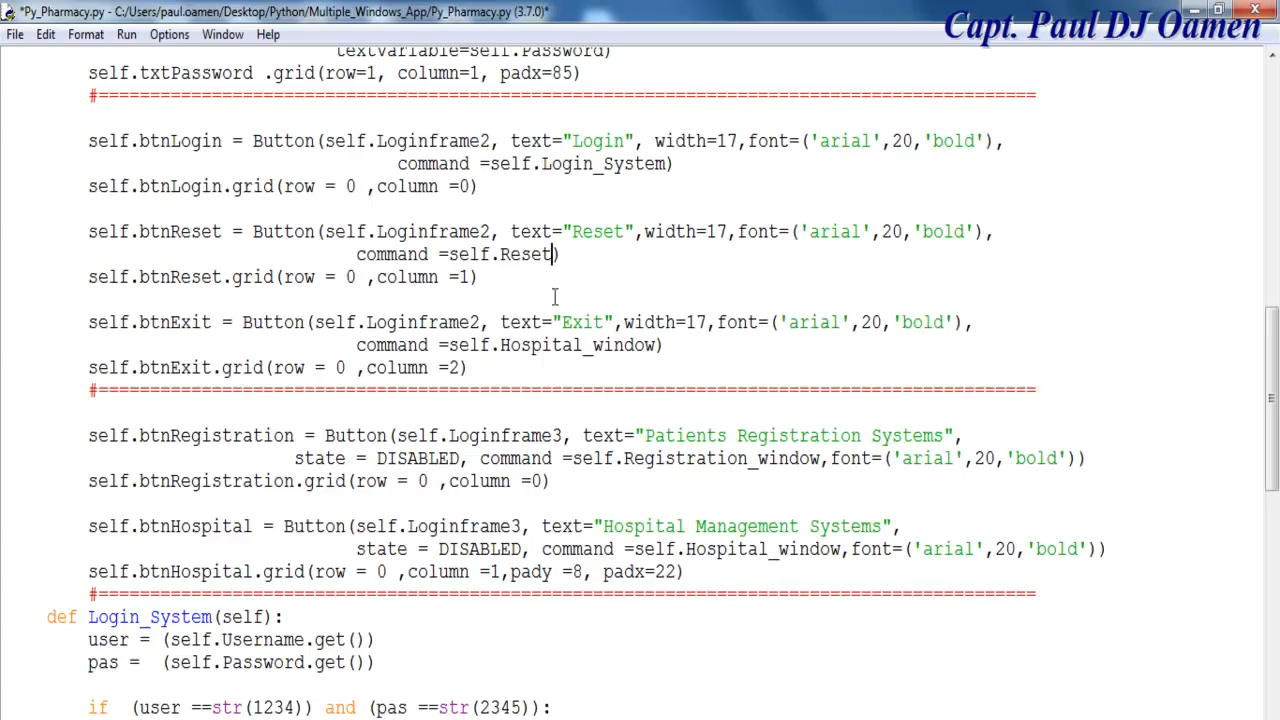 *Py_Pharmacy.py - C:/Users/paul.oamen/Desktop/Python/Multiple_Windows_App/Py_Pharmacy.py (3.7.0)*
Capt. Paul DJ Oamen
File Edit Format Run Options Window Help
textvariable=self.Password)
self.txtPassword .grid(row=1, column=1, padx=85)
#===========================================================================================
self.btnLogin = Button(self.Loginframe2, text="Login", width=17,font=('arial',20,'bold'),
command =self.Login_System)
self.btnLogin.grid(row = 0 ,column =0)
self.btnReset = Button(self.Loginframe2, text="Reset",width=17,font=('arial',20,'bold'),
command =self.Reset)
self.btnReset.grid(row = 0 ,column =1)
self.btnExit = Button(self.Loginframe2, text="Exit",width=17,font=('arial',20,'bold'),
command =self.Hospital_window)
self.btnExit.grid(row = 0 ,column =2)
#===========================================================================================
self.btnRegistration = Button(self.Loginframe3, text="Patients Registration Systems",
state = DISABLED, command =self.Registration_window,font=('arial',20,'bold'))
self.btnRegistration.grid(row = 0 ,column =0)
self.btnHospital = Button(self.Loginframe3, text="Hospital Management Systems",
state = DISABLED, command =self.Hospital_window,font=('arial',20,'bold'))
self.btnHospital.grid(row = 0 ,column =1,pady =8, padx=22)
#===========================================================================================
def Login_System(self):
user = (self.Username.get())
pas =  (self.Password.get())
if  (user ==str(1234)) and (pas ==str(2345)):